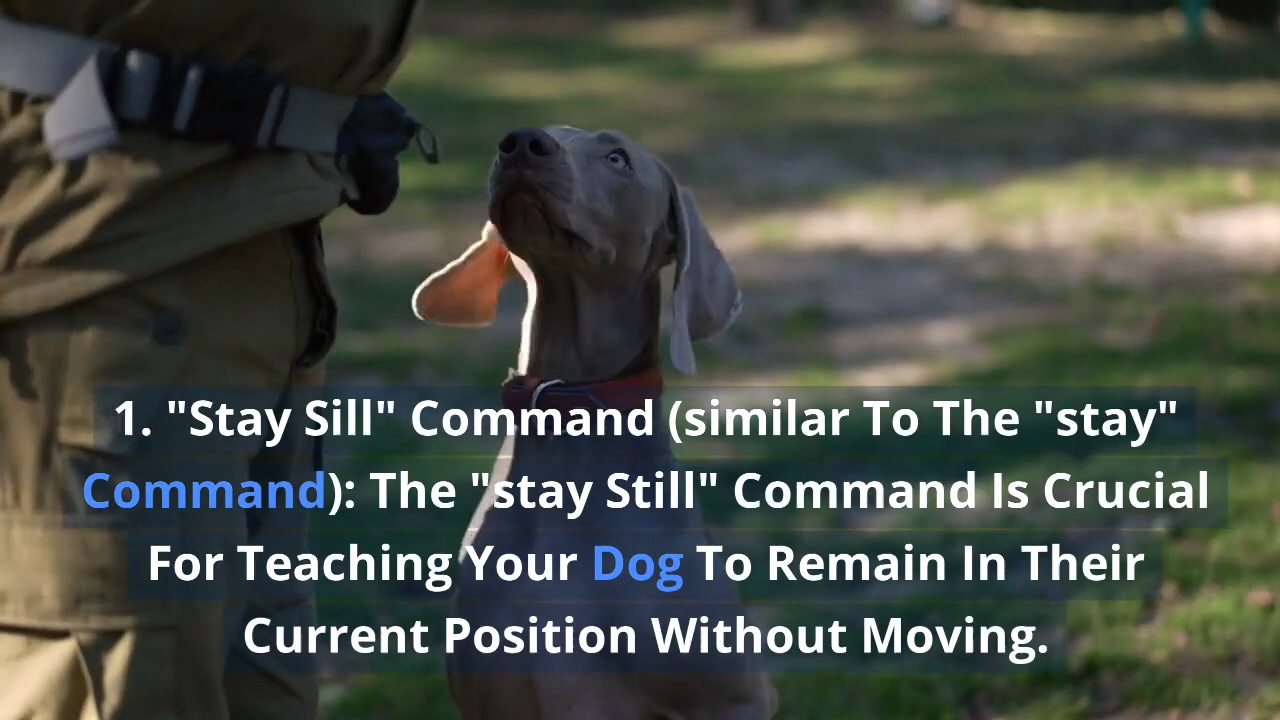 1. "Stay Sill" Command (similar To The "stay"
Command): The "stay Still" Command Is Crucial
For Teaching Your Dog To Remain In Their
Current Position Without Moving.